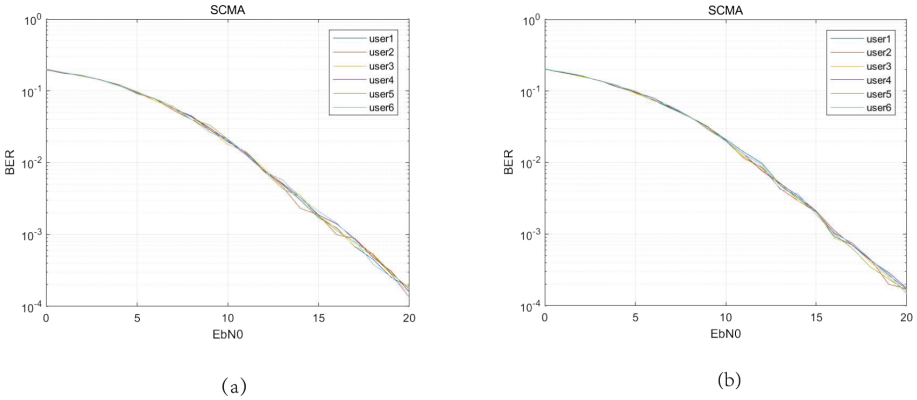 SCMA
10^0
10^-1
10^-2
10^-3
10^-4
BER
0 5 10 15 20
EbN0
user1
user2
user3
user4
user5
user6
(a)
SCMA
10^0
10^-1
10^-2
10^-3
10^-4
BER
0 5 10 15 20
EbN0
user1
user2
user3
user4
user5
user6
(b)